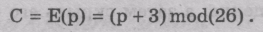 C = E(p) = (p + 3) mod(26) .